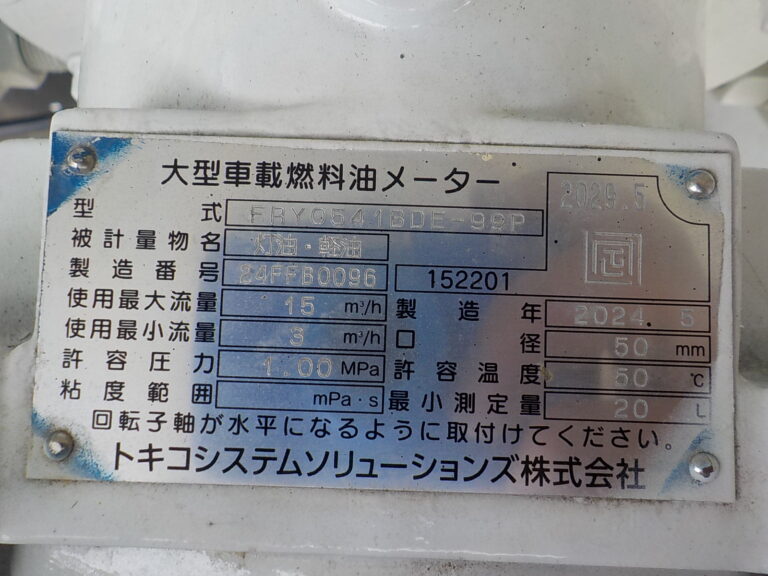 大型車載燃料油メーター
2029.5
型式 FRY0541BDE-99P
被計量物名 灯油・軽油
製造番号 24FFB0096 152201
使用最大流量 15 m³/h 製造年 2024.5
使用最小流量 3 m³/h 口径 50 mm
許容圧力 1.00 MPa 許容温度 50 ℃
粘度範囲 mPa・s 最小測定量 20 L
回転子軸が水平になるように取付けてください。
トキコシステムソリューションズ株式会社